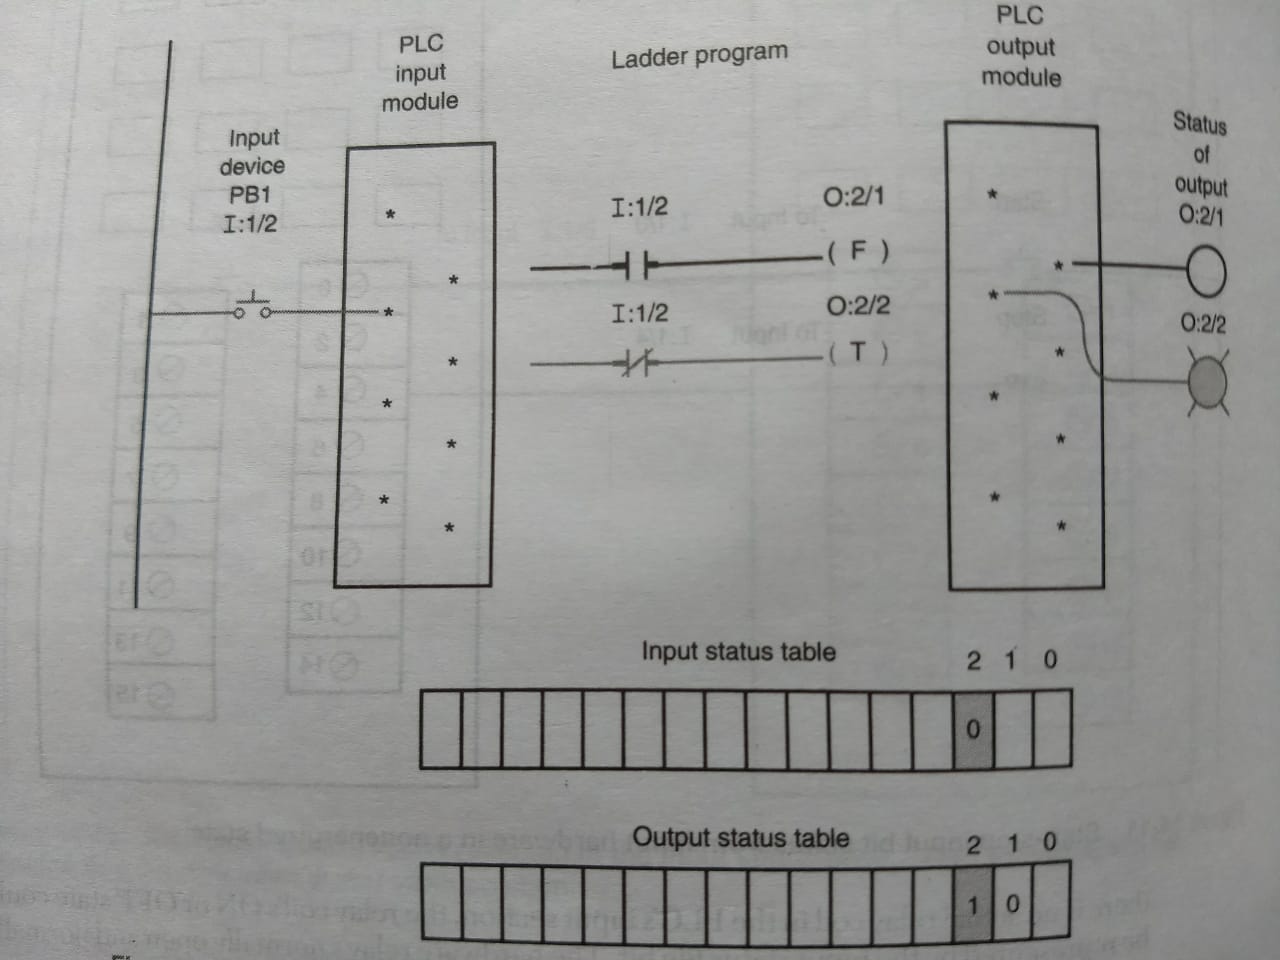 PLC
input
module
Ladder program
PLC
output
module
Input
device
PB1
I:1/2
Status
of
output
O:2/1
I:1/2
O:2/1
( F )
I:1/2
O:2/2
( T )
O:2/2
* * * * * * * *
* * * * * * * *
Input status table
2 1 0
0
Output status table
2 1 0
1 0